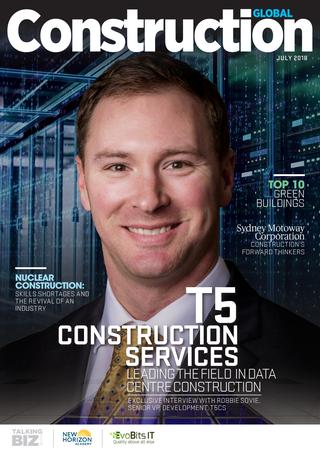 GLOBAL
Construction
JULY 2018
TOP 10
GREEN
BUILDINGS
Sydney Motoway
Corporation
CONSTRUCTION'S
FORWARD THINKERS
NUCLEAR
CONSTRUCTION:
SKILLS SHORTAGES AND
THE REVIVAL OF AN
INDUSTRY
T5
CONSTRUCTION
SERVICES
LEADING THE FIELD IN DATA
CENTRE CONSTRUCTION
EXCLUSIVE INTERVIEW WITH ROBBIE SOVIE,
SENIOR VP, DEVELOPMENT, T5CS
TALKING
BIZ
NEW
HORIZON
ACADEMY
EvoBits IT
Quality above all else